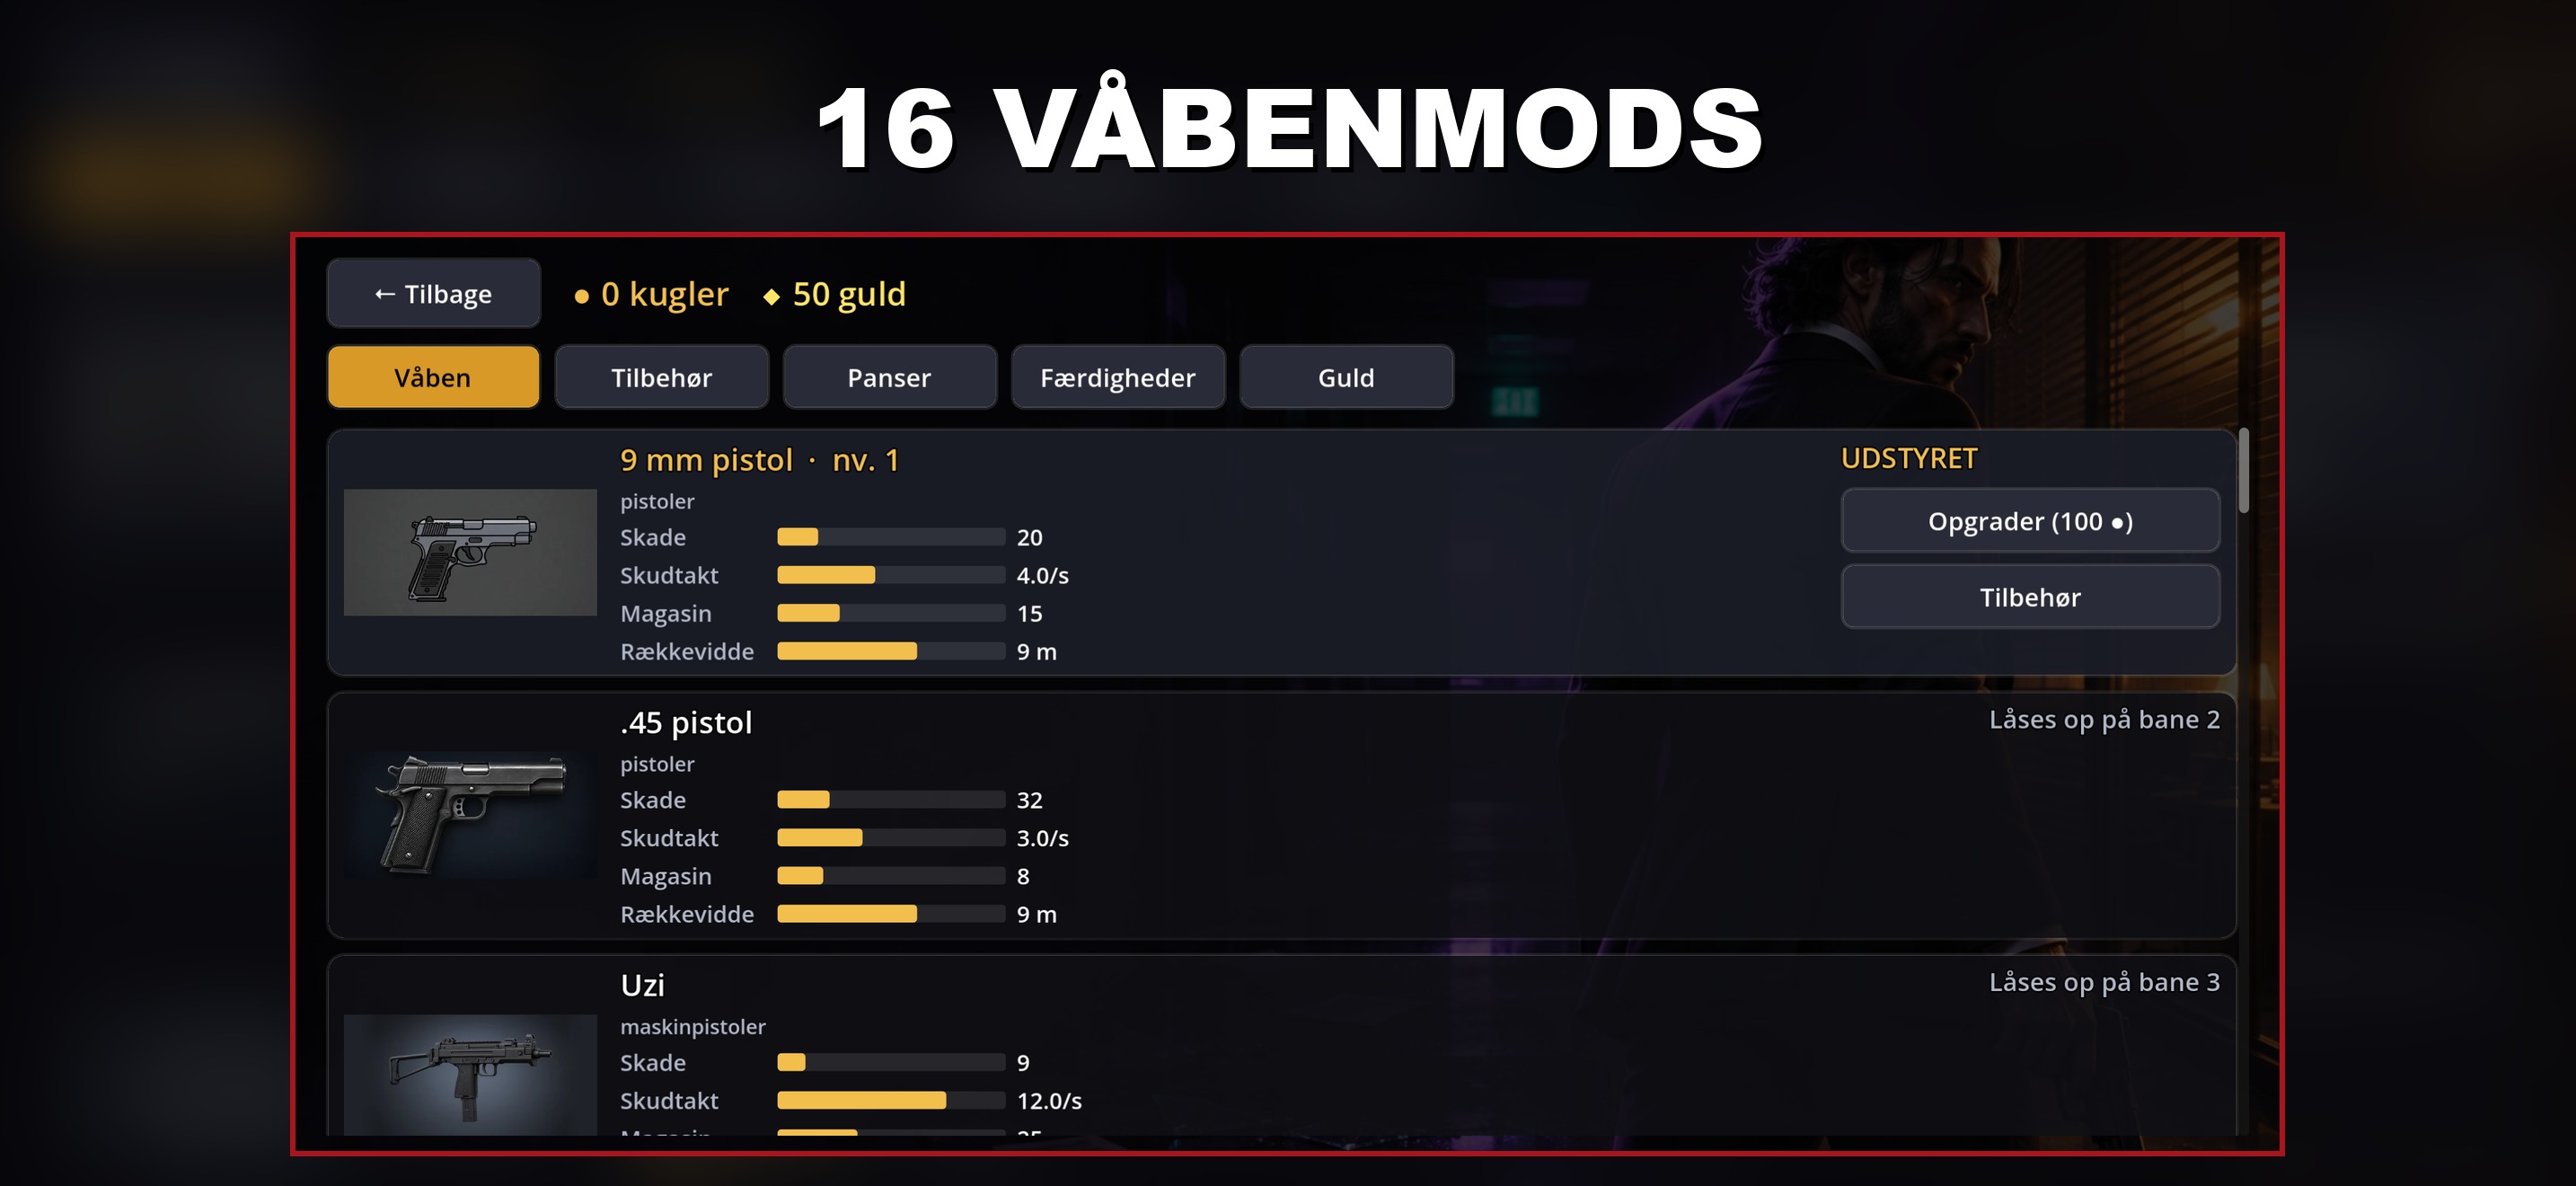 16 VÅBENMODS
← Tilbage ● 0 kugler ◆ 50 guld
Våben Tilbehør Panser Færdigheder Guld
9 mm pistol · nv. 1
UDSTYRET
pistoler
Opgrader (100 ●)
Skade 20
Skudtakt 4.0/s
Tilbehør
Magasin 15
Rækkevidde 9 m
.45 pistol
Låses op på bane 2
pistoler
Skade 32
Skudtakt 3.0/s
Magasin 8
Rækkevidde 9 m
Uzi
Låses op på bane 3
maskinpistoler
Skade 9
Skudtakt 12.0/s